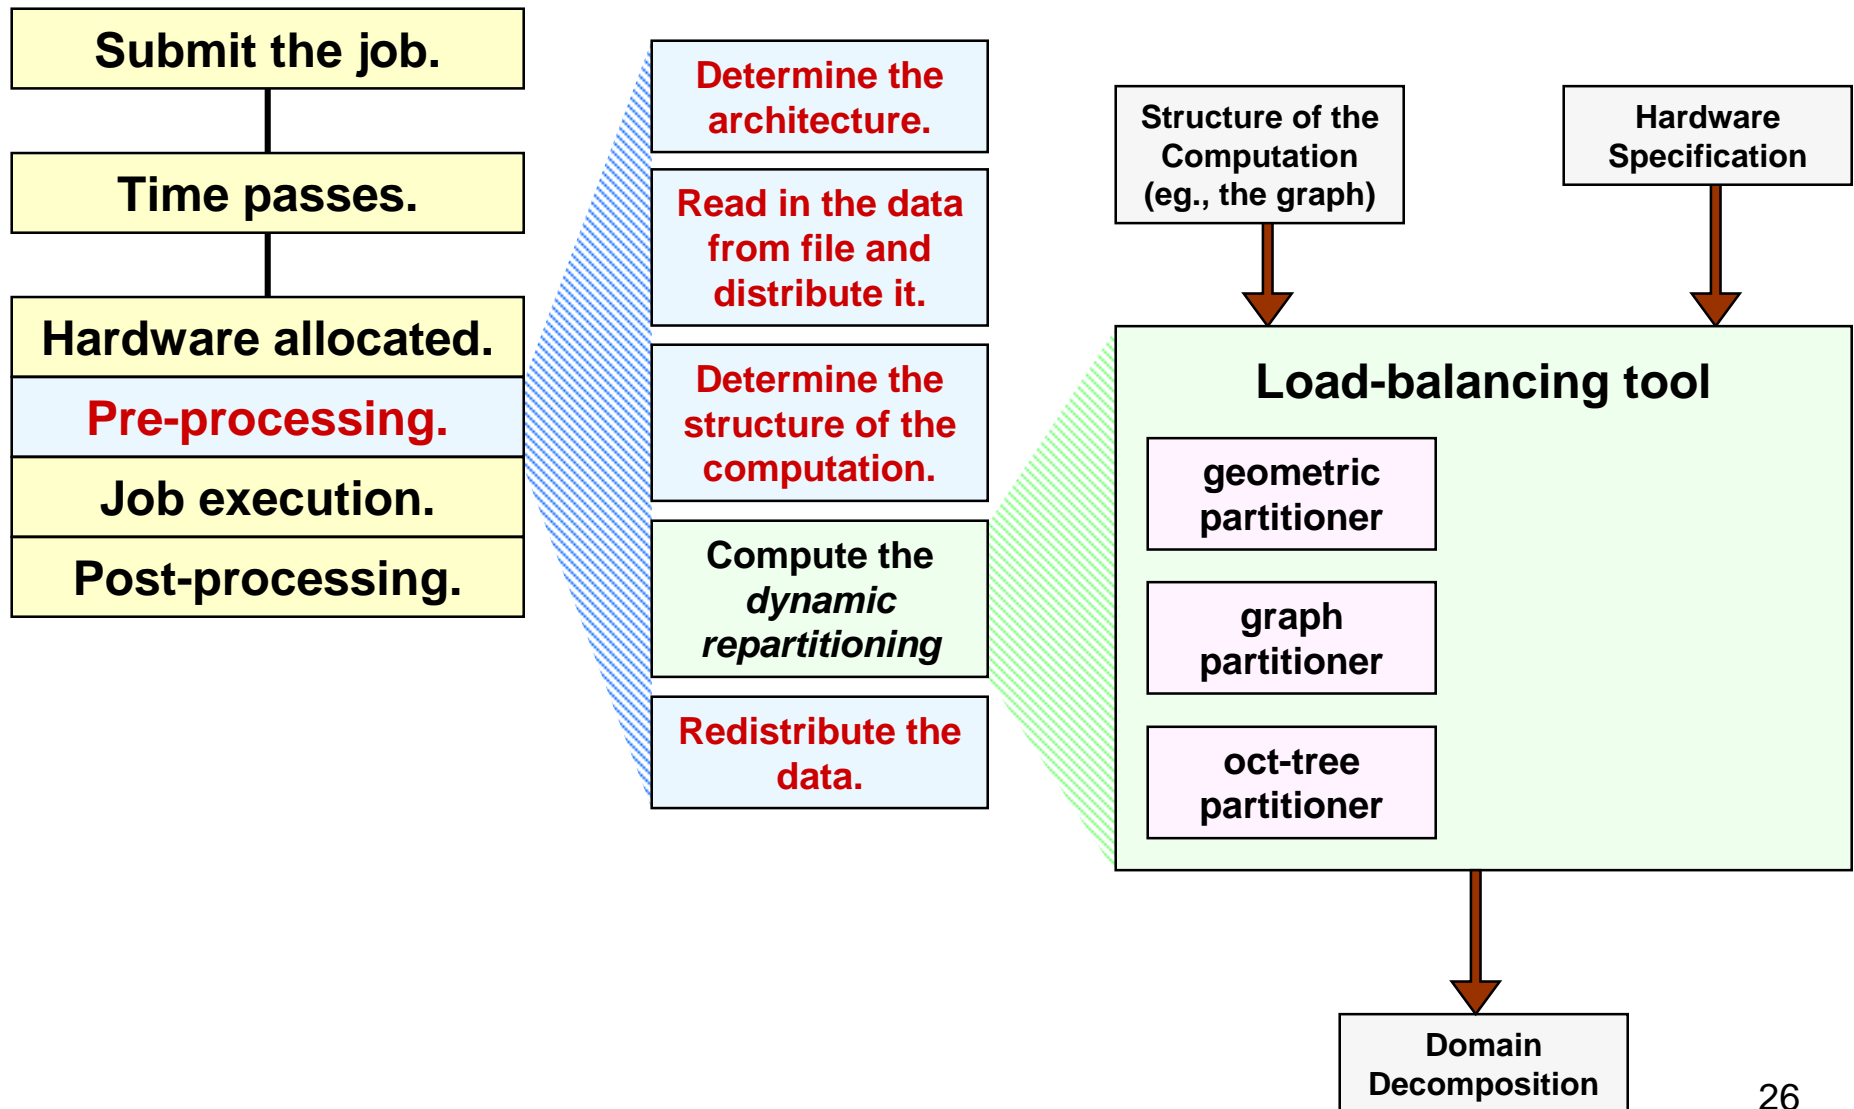 Submit the job.
Time passes.
Hardware allocated.
Pre-processing.
Job execution.
Post-processing.
Determine the
architecture.
Read in the data
from file and
distribute it.
Determine the
structure of the
computation.
Compute the
dynamic
repartitioning
Redistribute the
data.
Structure of the
Computation
(eg., the graph)
Hardware
Specification
Load-balancing tool
geometric
partitioner
graph
partitioner
oct-tree
partitioner
Domain
Decomposition
26